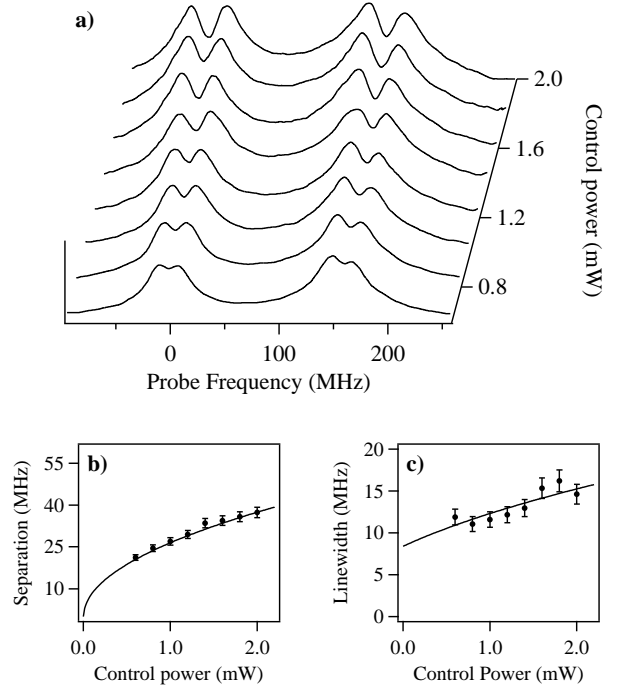 a)
2.0
1.6
1.2
0.8
Control power (mW)
0
100
200
Probe Frequency (MHz)
b)
55
40
25
10
Separation (MHz)
0.0
1.0
2.0
Control power (mW)
c)
20
15
10
5
0
Linewidth (MHz)
0.0
1.0
2.0
Control Power (mW)